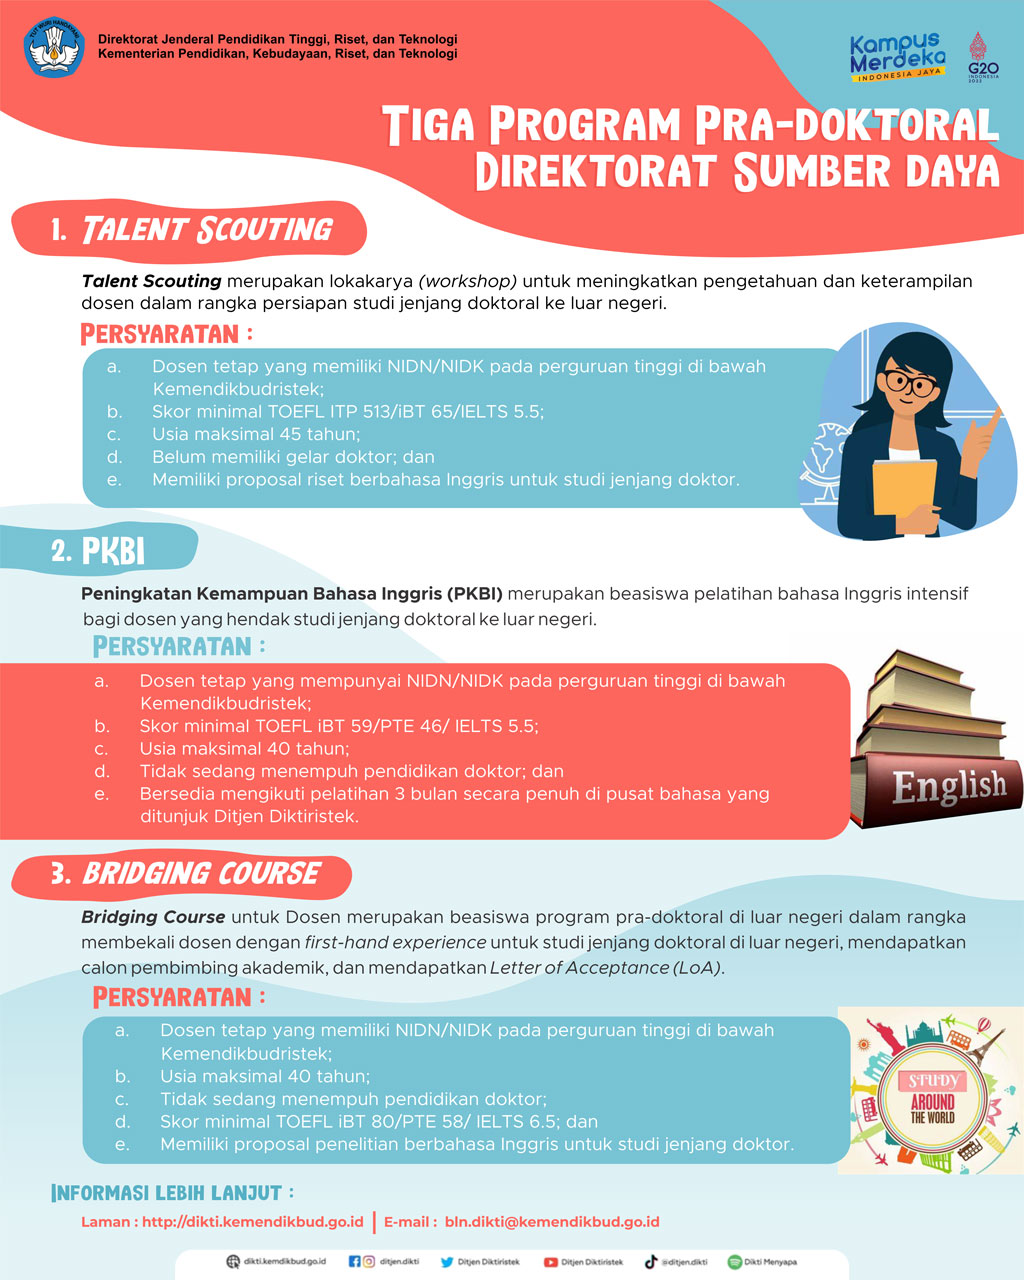 Direktorat Jenderal Pendidikan Tinggi, Riset, dan Teknologi
Kementerian Pendidikan, Kebudayaan, Riset, dan Teknologi
TUT WURI HANDAYANI
Kampus
Merdeka
INDONESIA JAYA
G20
INDONESIA
2022
TIGA PROGRAM PRA-DOKTORAL
DIREKTORAT SUMBER DAYA
1. TALENT SCOUTING
Talent Scouting merupakan lokakarya (workshop) untuk meningkatkan pengetahuan dan keterampilan
dosen dalam rangka persiapan studi jenjang doktoral ke luar negeri.
PERSYARATAN :
a. Dosen tetap yang memiliki NIDN/NIDK pada perguruan tinggi di bawah
Kemendikbudristek;
b. Skor minimal TOEFL ITP 513/iBT 65/IELTS 5.5;
c. Usia maksimal 45 tahun;
d. Belum memiliki gelar doktor; dan
e. Memiliki proposal riset berbahasa Inggris untuk studi jenjang doktor.
2. PKBI
Peningkatan Kemampuan Bahasa Inggris (PKBI) merupakan beasiswa pelatihan bahasa Inggris intensif
bagi dosen yang hendak studi jenjang doktoral ke luar negeri.
PERSYARATAN :
a. Dosen tetap yang mempunyai NIDN/NIDK pada perguruan tinggi di bawah
Kemendikbudristek;
b. Skor minimal TOEFL iBT 59/PTE 46/ IELTS 5.5;
c. Usia maksimal 40 tahun;
d. Tidak sedang menempuh pendidikan doktor; dan
e. Bersedia mengikuti pelatihan 3 bulan secara penuh di pusat bahasa yang
ditunjuk Ditjen Diktiristek.
English
3. BRIDGING COURSE
Bridging Course untuk Dosen merupakan beasiswa program pra-doktoral di luar negeri dalam rangka
membekali dosen dengan first-hand experience untuk studi jenjang doktoral di luar negeri, mendapatkan
calon pembimbing akademik, dan mendapatkan Letter of Acceptance (LoA).
PERSYARATAN :
a. Dosen tetap yang memiliki NIDN/NIDK pada perguruan tinggi di bawah
Kemendikbudristek;
b. Usia maksimal 40 tahun;
c. Tidak sedang menempuh pendidikan doktor;
d. Skor minimal TOEFL iBT 80/PTE 58/ IELTS 6.5; dan
e. Memiliki proposal penelitian berbahasa Inggris untuk studi jenjang doktor.
STUDY
AROUND
THE WORLD
INFORMASI LEBIH LANJUT :
Laman : http://dikti.kemendikbud.go.id | E-mail : bln.dikti@kemendikbud.go.id
dikti.kemdikbud.go.id ditjen.dikti Ditjen Diktiristek Ditjen Diktiristek @ditjen.dikti Dikti Menyapa